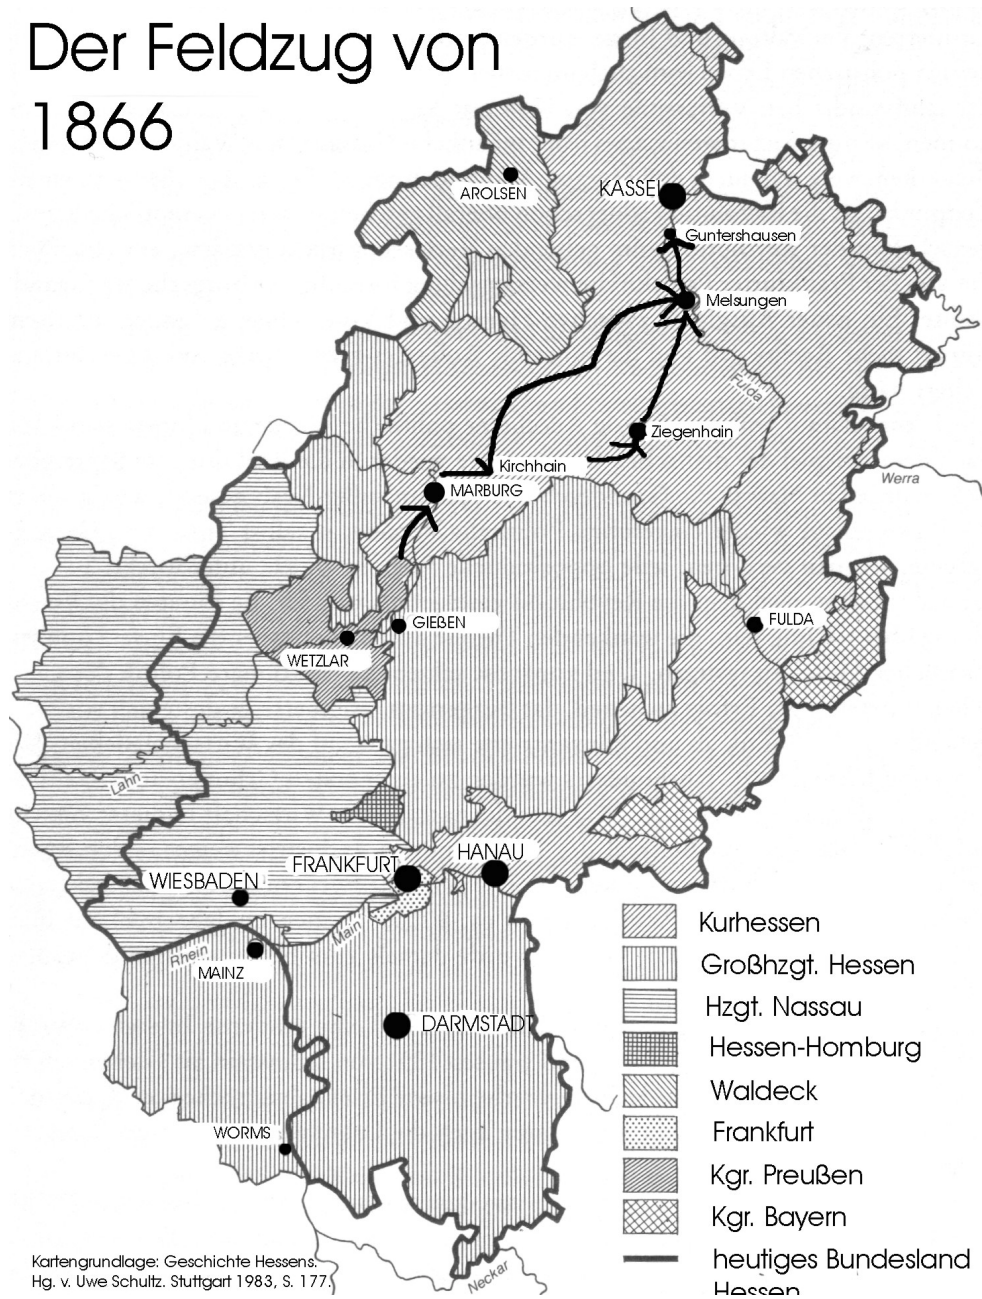 Der Feldzug von
1866
AROLSEN
KASSEL
Guntershausen
Melsungen
Fulda
Ziegenhain
Kirchhain
Werra
MARBURG
GIEßEN
FULDA
WETZLAR
Lahn
FRANKFURT
HANAU
WIESBADEN
Main
Rhein
MAINZ
DARMSTADT
WORMS
Neckar
Kurhessen
Großhzgt. Hessen
Hzgt. Nassau
Hessen-Homburg
Waldeck
Frankfurt
Kgr. Preußen
Kgr. Bayern
heutiges Bundesland
Hessen
Kartengrundlage: Geschichte Hessens.
Hg. v. Uwe Schultz. Stuttgart 1983, S. 177.